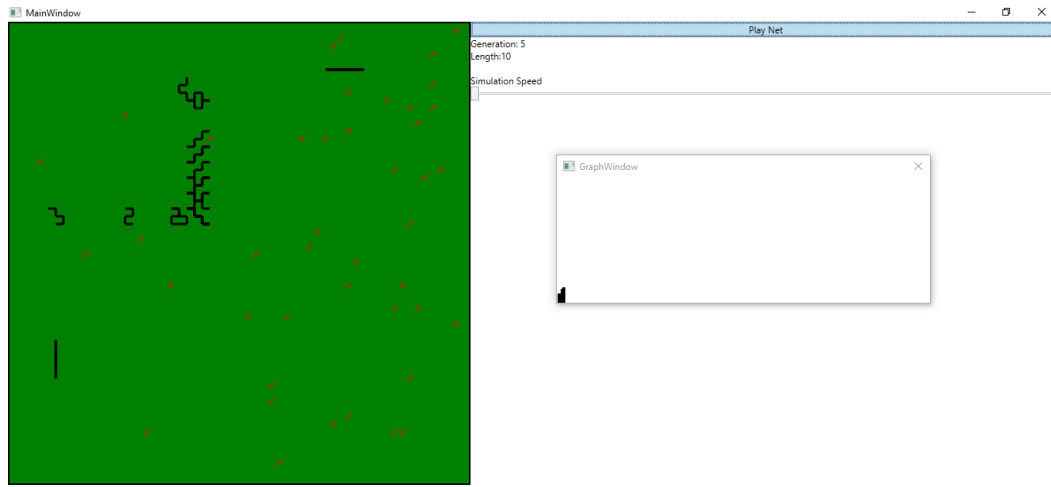 MainWindow
Play Net
Generation: 5
Length:10
Simulation Speed
GraphWindow